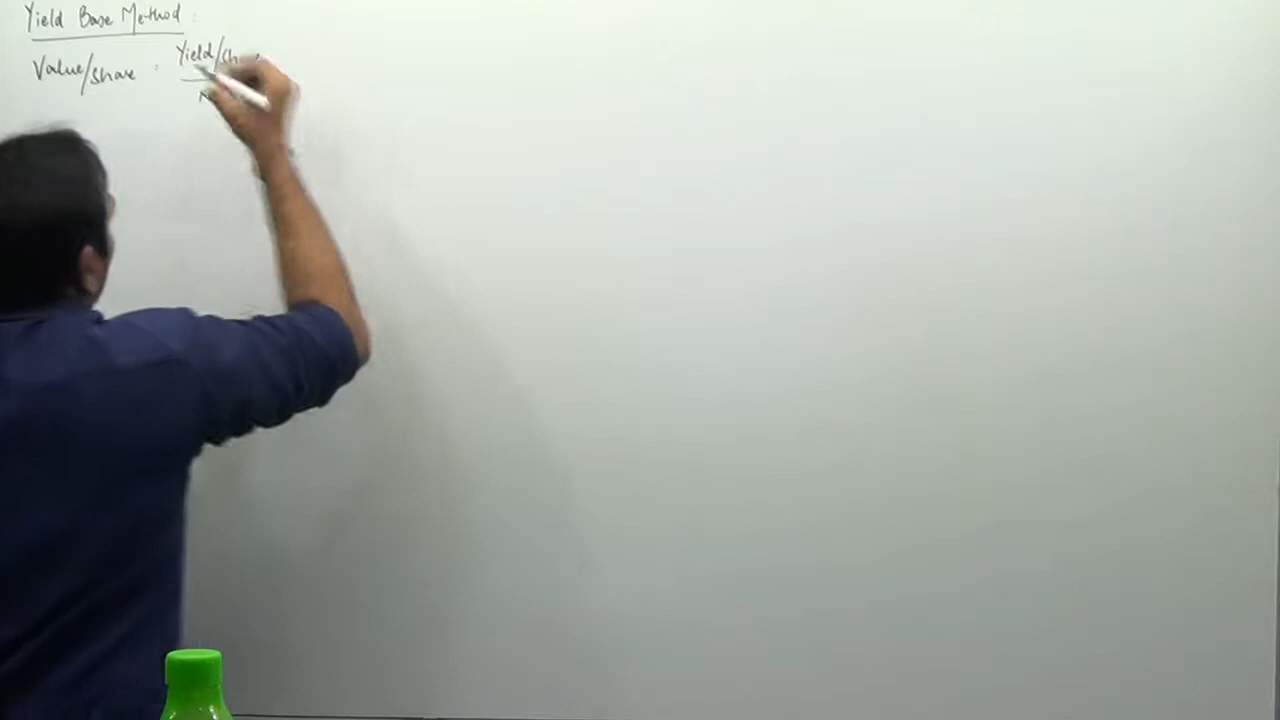 Yield Base Method :
Value/share = Yield/sh